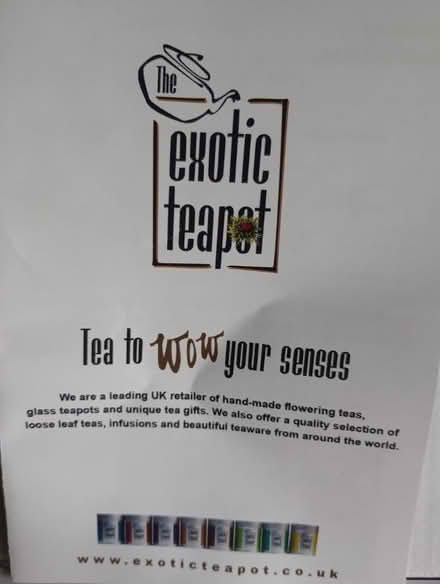 The
exotic
teapot
Tea to wow your senses
We are a leading UK retailer of hand-made flowering teas,
glass teapots and unique tea gifts. We also offer a quality selection of
loose leaf teas, infusions and beautiful teaware from around the world.
www.exoticteapot.co.uk